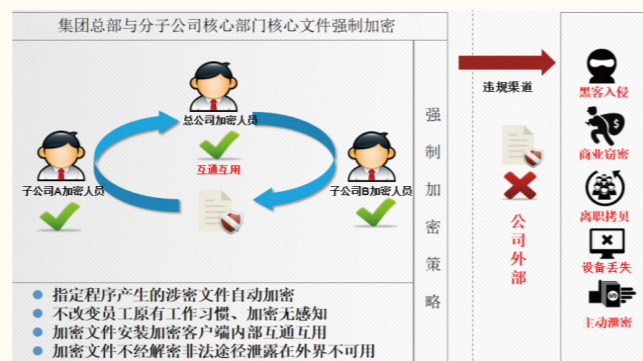 集团总部与分子公司核心部门核心文件强制加密
总公司加密人员
互通互用
子公司A加密人员
子公司B加密人员
强制加密策略
违规渠道
公司外部
黑客入侵
商业窃密
离职拷贝
设备丢失
主动泄密
指定程序产生的涉密文件自动加密
不改变员工原有工作习惯、加密无感知
加密文件安装加密客户端内部互通互用
加密文件不经解密非法途径泄露在外界不可用